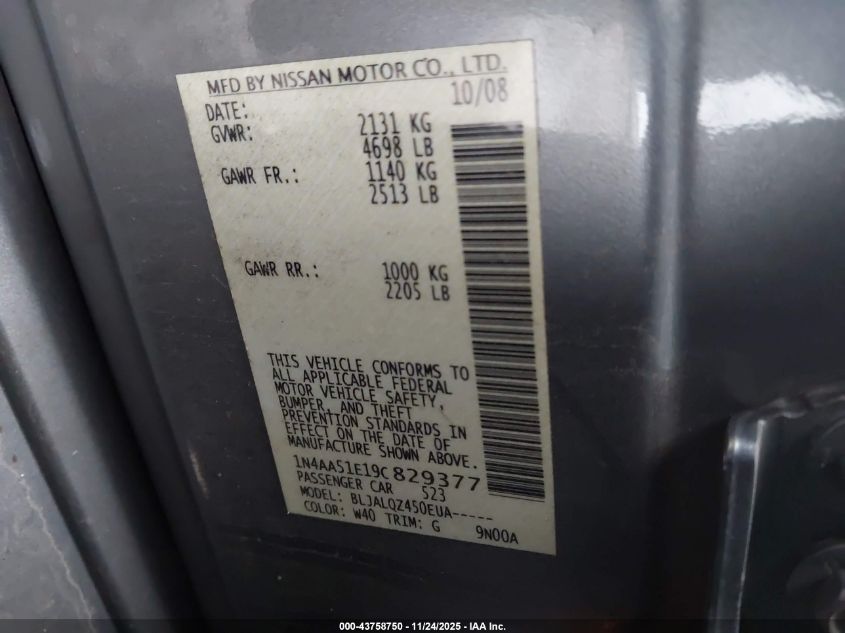 MFD BY NISSAN MOTOR CO., LTD.
DATE: 10/08
GVWR: 2131 KG
4698 LB
GAWR FR.: 1140 KG
2513 LB
GAWR RR.: 1000 KG
2205 LB
THIS VEHICLE CONFORMS TO
ALL APPLICABLE FEDERAL
MOTOR VEHICLE SAFETY,
BUMPER, AND THEFT
PREVENTION STANDARDS IN
EFFECT ON THE DATE OF
MANUFACTURE SHOWN ABOVE.
1N4AA51E19C829377
PASSENGER CAR 523
MODEL: BLJALQZ450EUA-----
COLOR: W40 TRIM: G 9N00A
000-43758750 - 11/24/2025 - IAA Inc.